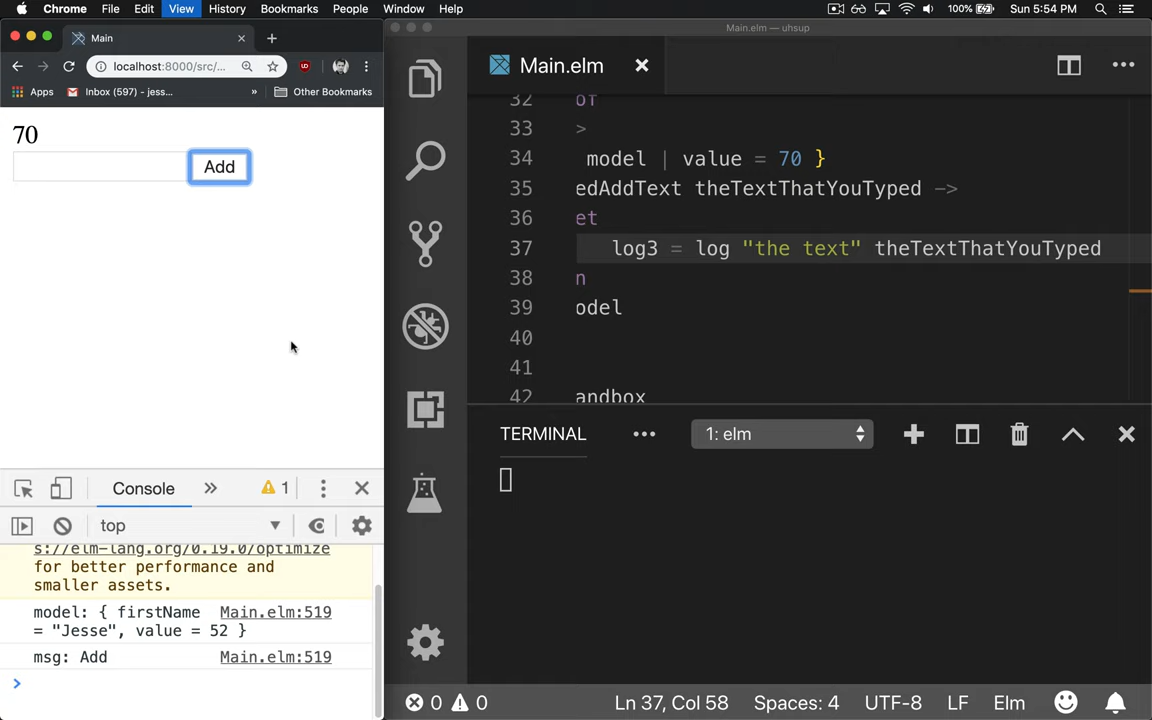 Chrome File Edit View History Bookmarks People Window Help 100% Sun 5:54 PM
Main.elm — uhsup
Main
localhost:8000/src/...
Apps Inbox (597) - jess... » Other Bookmarks
70
Add
Main.elm
32 of
33 >
34 model | value = 70 }
35 edAddText theTextThatYouTyped ->
36 et
37 log3 = log "the text" theTextThatYouTyped
38 n
39 odel
40
41
42 andbox
TERMINAL ... 1: elm
Console » 1
top
s://elm-lang.org/0.19.0/optimize
for better performance and
smaller assets.
model: { firstName Main.elm:519
= "Jesse", value = 52 }
msg: Add Main.elm:519
>
0 0 Ln 37, Col 58 Spaces: 4 UTF-8 LF Elm